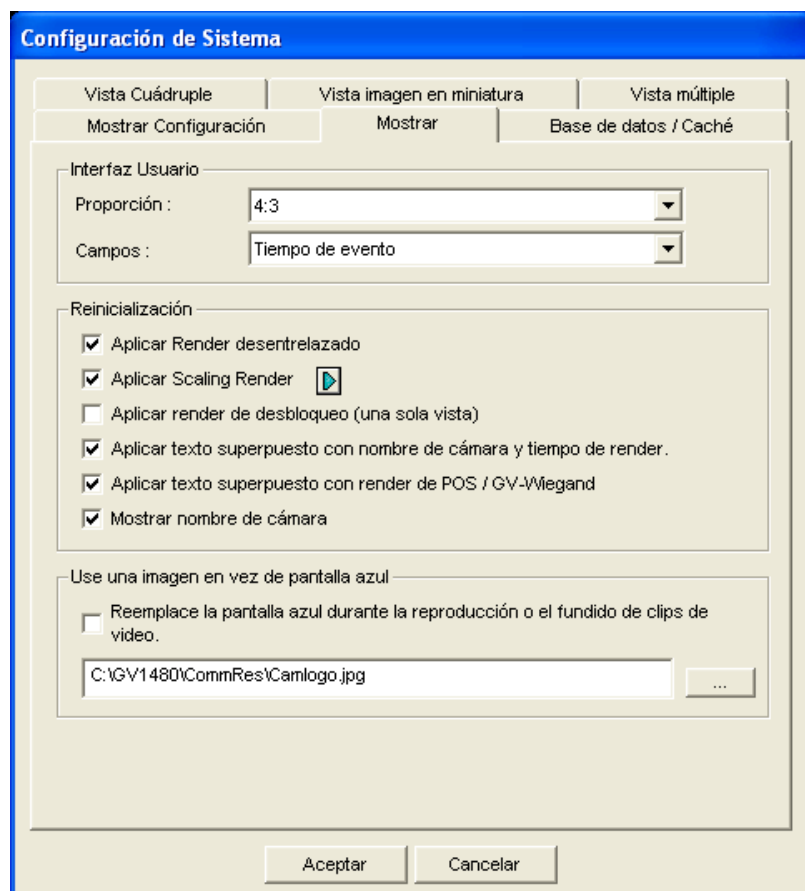 Configuración de Sistema
Vista Cuádruple
Vista imagen en miniatura
Vista múltiple
Mostrar Configuración
Mostrar
Base de datos / Caché
Interfaz Usuario
Proporción :
4:3
Campos :
Tiempo de evento
Reinicialización
Aplicar Render desentrelazado
Aplicar Scaling Render
Aplicar render de desbloqueo (una sola vista)
Aplicar texto superpuesto con nombre de cámara y tiempo de render.
Aplicar texto superpuesto con render de POS / GV-Wiegand
Mostrar nombre de cámara
Use una imagen en vez de pantalla azul
Reemplace la pantalla azul durante la reproducción o el fundido de clips de
video.
C:\GV1480\CommRes\Camlogo.jpg
...
Aceptar
Cancelar